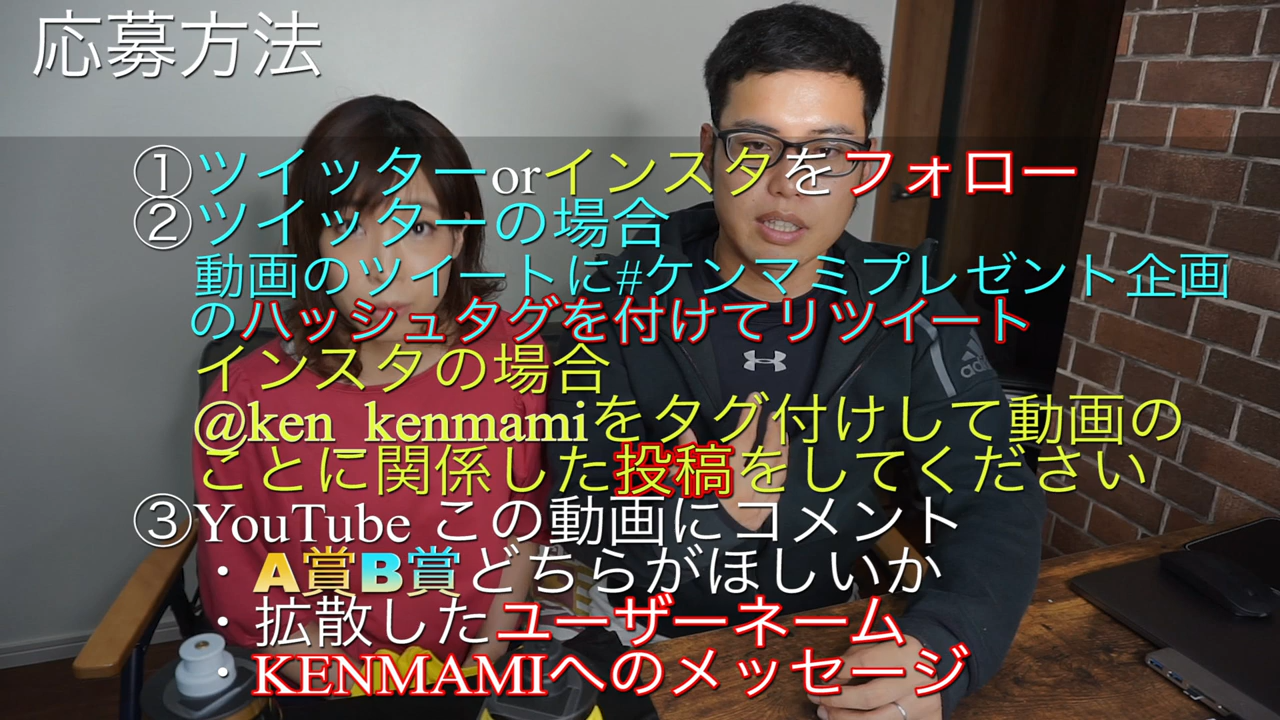 応募方法
①ツイッターorインスタをフォロー
②ツイッターの場合
動画のツイートに#ケンマミプレゼント企画
のハッシュタグを付けてリツイート
インスタの場合
@ken_kenmamiをタグ付けして動画の
ことに関係した投稿をしてください
③YouTube この動画にコメント
・A賞B賞どちらがほしいか
・拡散したユーザーネーム
・KENMAMIへのメッセージ
adidas